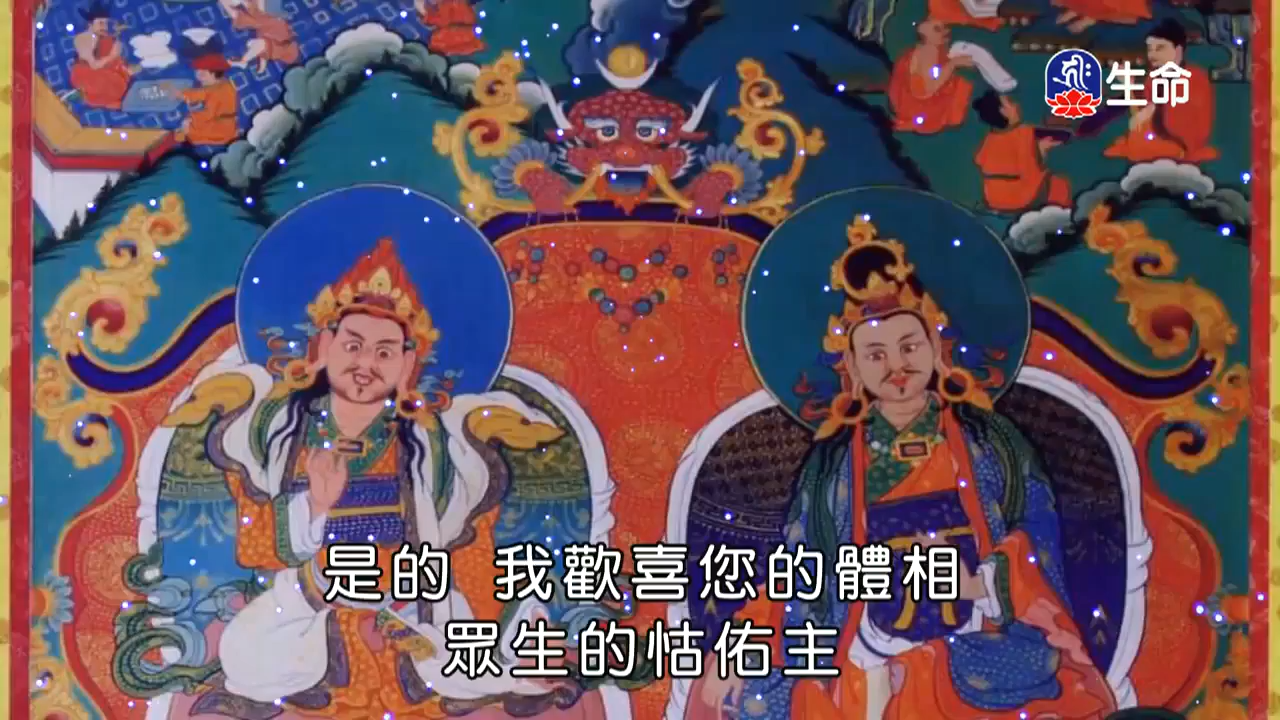 生命
是的 我歡喜您的體相
眾生的怙佑主